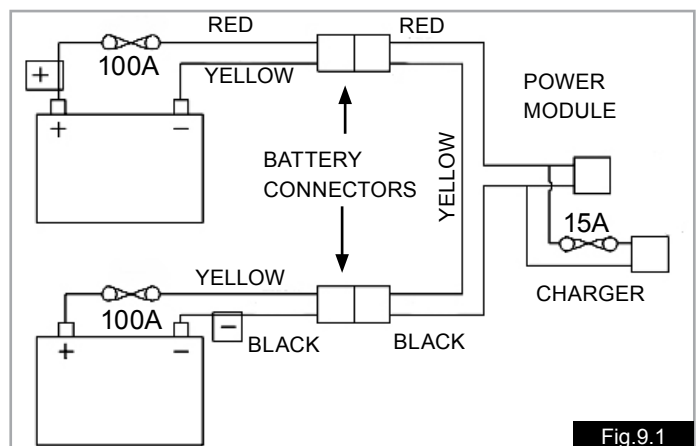 RED
RED
+
100A
YELLOW
POWER
MODULE
+ −
BATTERY
CONNECTORS
YELLOW
15A
CHARGER
YELLOW
100A
−
+ −
BLACK
BLACK
Fig.9.1